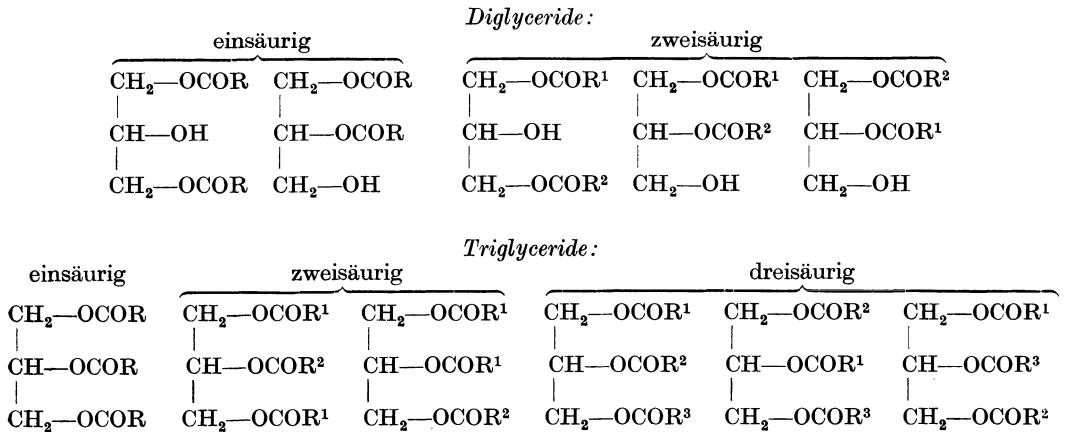 Diglyceride:
einsäurig zweisäurig
CH₂—OCOR CH₂—OCOR CH₂—OCOR¹ CH₂—OCOR¹ CH₂—OCOR²
CH—OH CH—OCOR CH—OH CH—OCOR² CH—OCOR¹
CH₂—OCOR CH₂—OH CH₂—OCOR² CH₂—OH CH₂—OH
Triglyceride:
einsäurig zweisäurig dreisäurig
CH₂—OCOR CH₂—OCOR¹ CH₂—OCOR¹ CH₂—OCOR¹ CH₂—OCOR² CH₂—OCOR¹
CH—OCOR CH—OCOR² CH—OCOR¹ CH—OCOR² CH—OCOR¹ CH—OCOR³
CH₂—OCOR CH₂—OCOR¹ CH₂—OCOR² CH₂—OCOR³ CH₂—OCOR³ CH₂—OCOR²